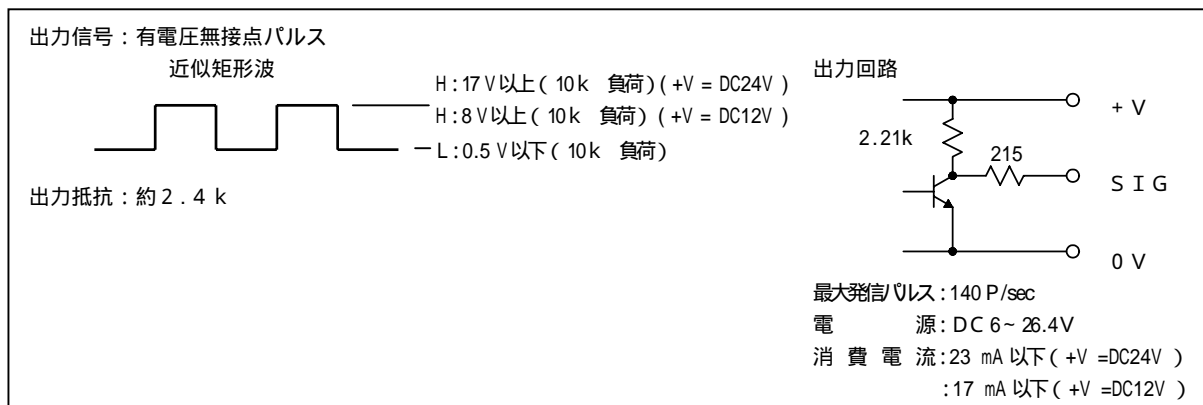 出力信号：有電圧無接点パルス
近似矩形波
H:17V以上(10k 負荷)(+V = DC24V)
H:8V以上(10k 負荷)(+V = DC12V)
L:0.5V以下(10k 負荷)
出力抵抗：約2.4k
出力回路
+V
2.21k
215
SIG
0V
最大発信パルス:140P/sec
電 源:DC6~26.4V
消費電流:23mA以下(+V=DC24V)
:17mA以下(+V=DC12V)